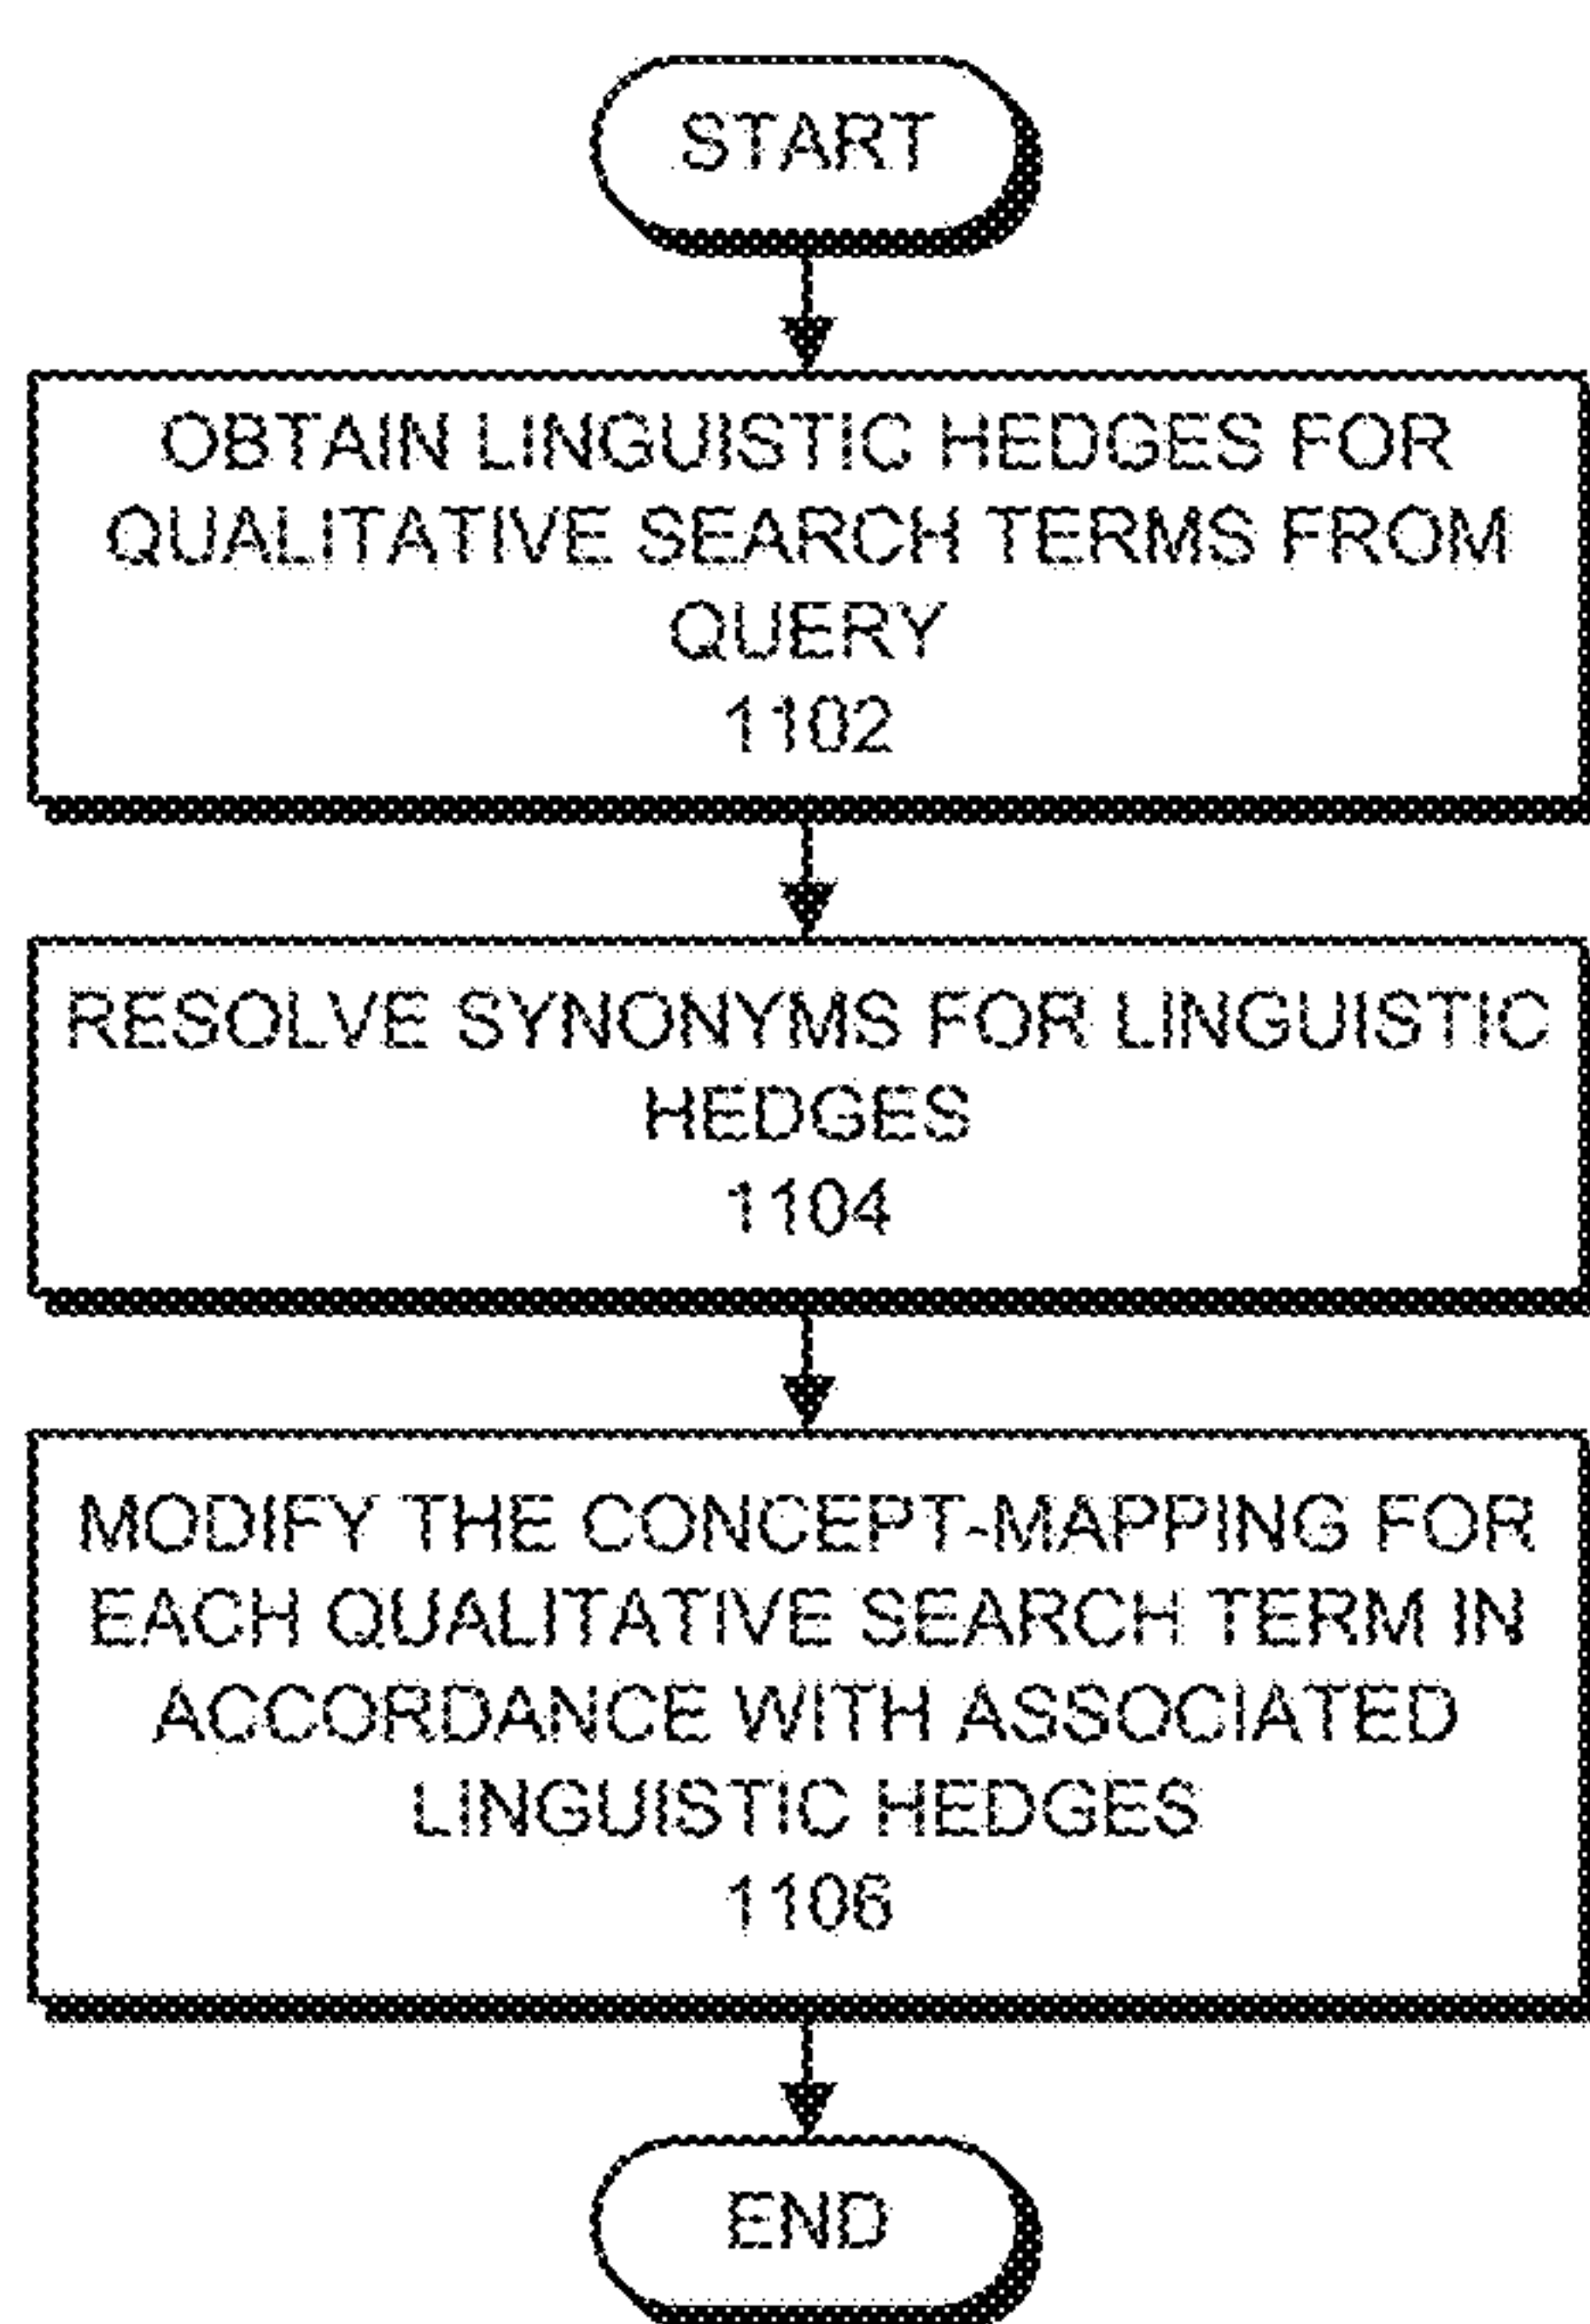 START
OBTAIN LINGUISTIC HEDGES FOR
QUALITATIVE SEARCH TERMS FROM
QUERY
1102
RESOLVE SYNONYMS FOR LINGUISTIC
HEDGES
1104
MODIFY THE CONCEPT-MAPPING FOR
EACH QUALITATIVE SEARCH TERM IN
ACCORDANCE WITH ASSOCIATED
LINGUISTIC HEDGES
1106
END